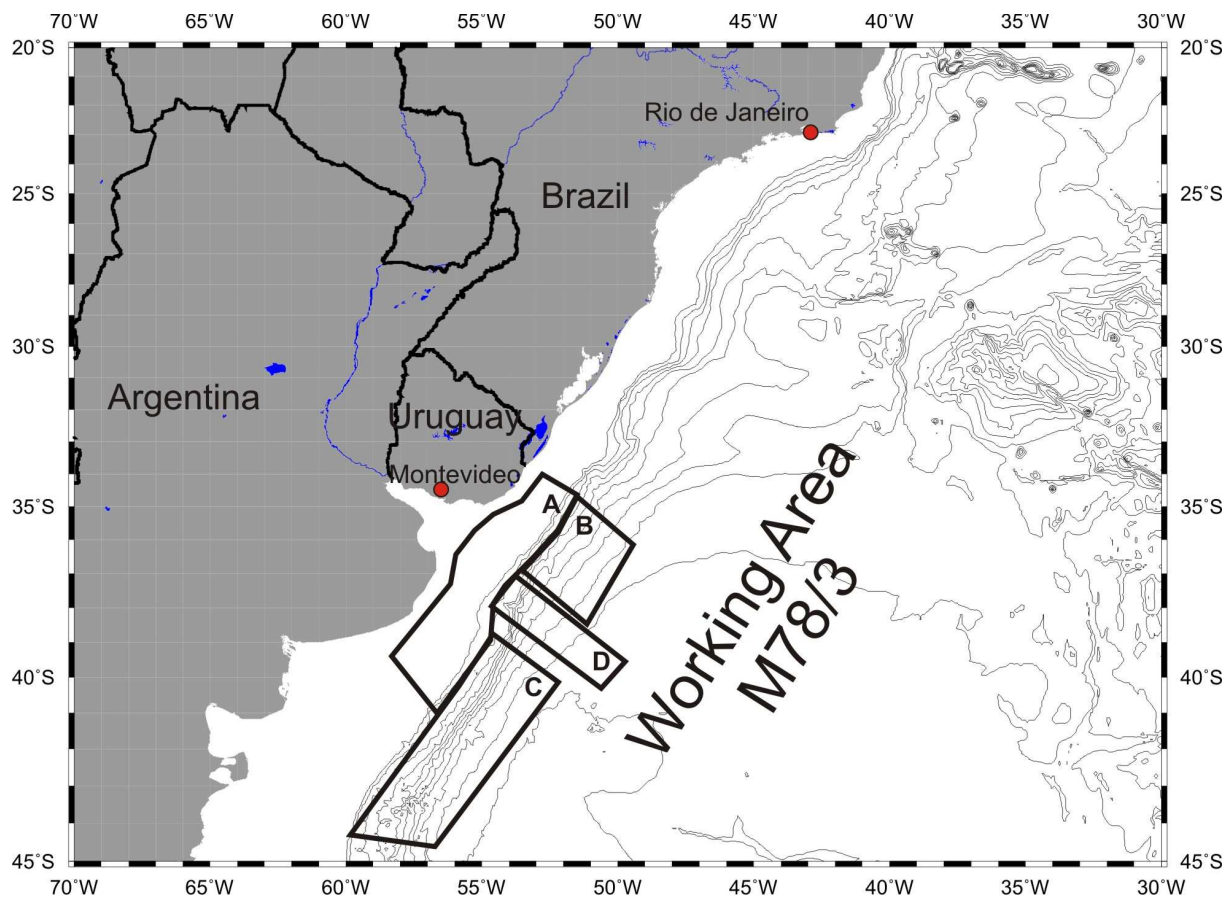 70˚W 65˚W 60˚W 55˚W 50˚W 45˚W 40˚W 35˚W 30˚W
20˚S 20˚S
Rio de Janeiro
Brazil
25˚S 25˚S
30˚S 30˚S
Argentina
Uruguay
Montevideo
35˚S 35˚S
A
B
Working Area
M78/3
D
C
40˚S 40˚S
45˚S 45˚S
70˚W 65˚W 60˚W 55˚W 50˚W 45˚W 40˚W 35˚W 30˚W